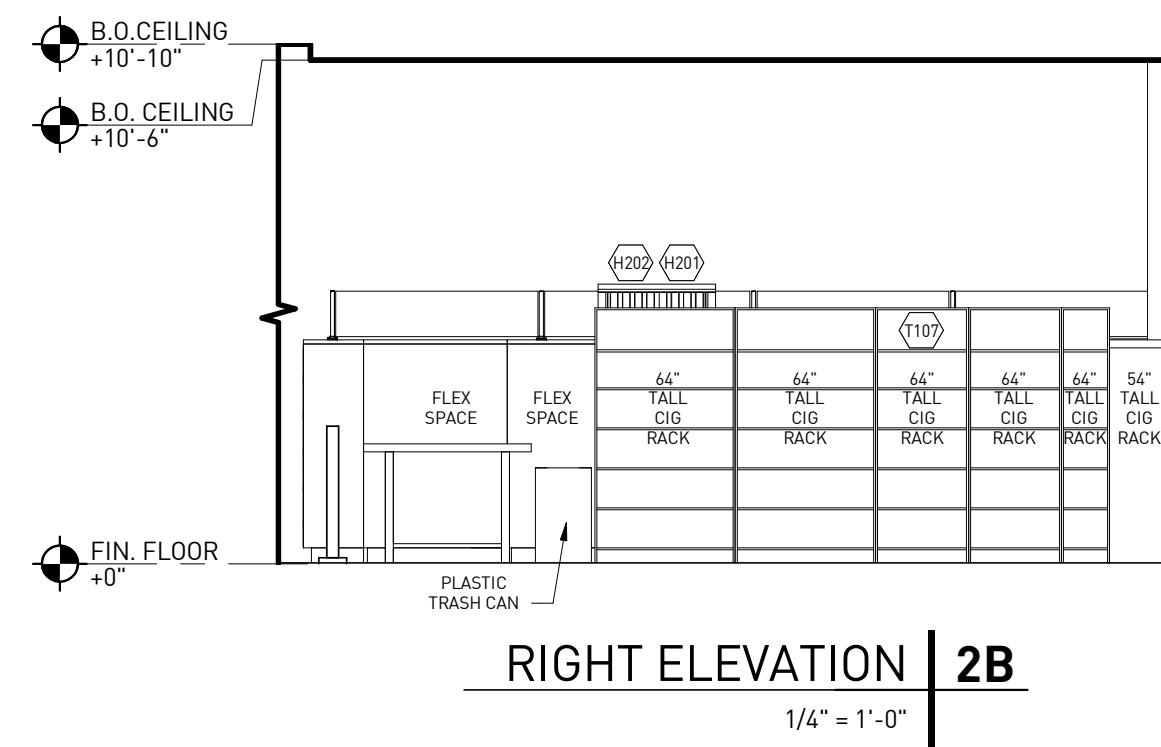 B.O.CEILING
+10'-10"
B.O. CEILING
+10'-6"
H202
H201
T107
FLEX
SPACE
FLEX
SPACE
64"
TALL
CIG
RACK
64"
TALL
CIG
RACK
64"
TALL
CIG
RACK
64"
TALL
CIG
RACK
64"
TALL
CIG
RACK
54"
TALL
CIG
RACK
FIN. FLOOR
+0"
PLASTIC
TRASH CAN
RIGHT ELEVATION
2B
1/4" = 1'-0"